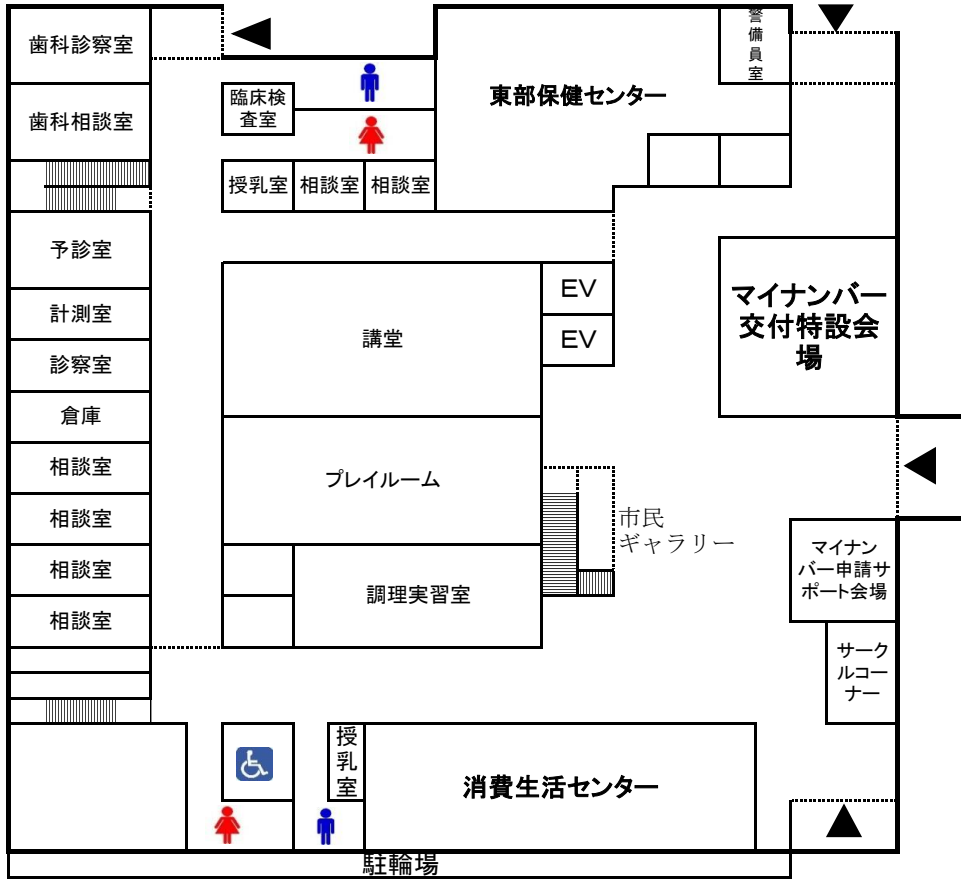 歯科診察室
警
備
員
室
東部保健センター
臨床検
査室
歯科相談室
授乳室
相談室
相談室
予診室
EV
マイナンバー
交付特設会
場
計測室
講堂
EV
診察室
倉庫
相談室
プレイルーム
相談室
市民
ギャラリー
マイナン
バー申請サ
ポート会場
相談室
調理実習室
相談室
サーク
ルコー
ナー
授
乳
室
消費生活センター
駐輪場